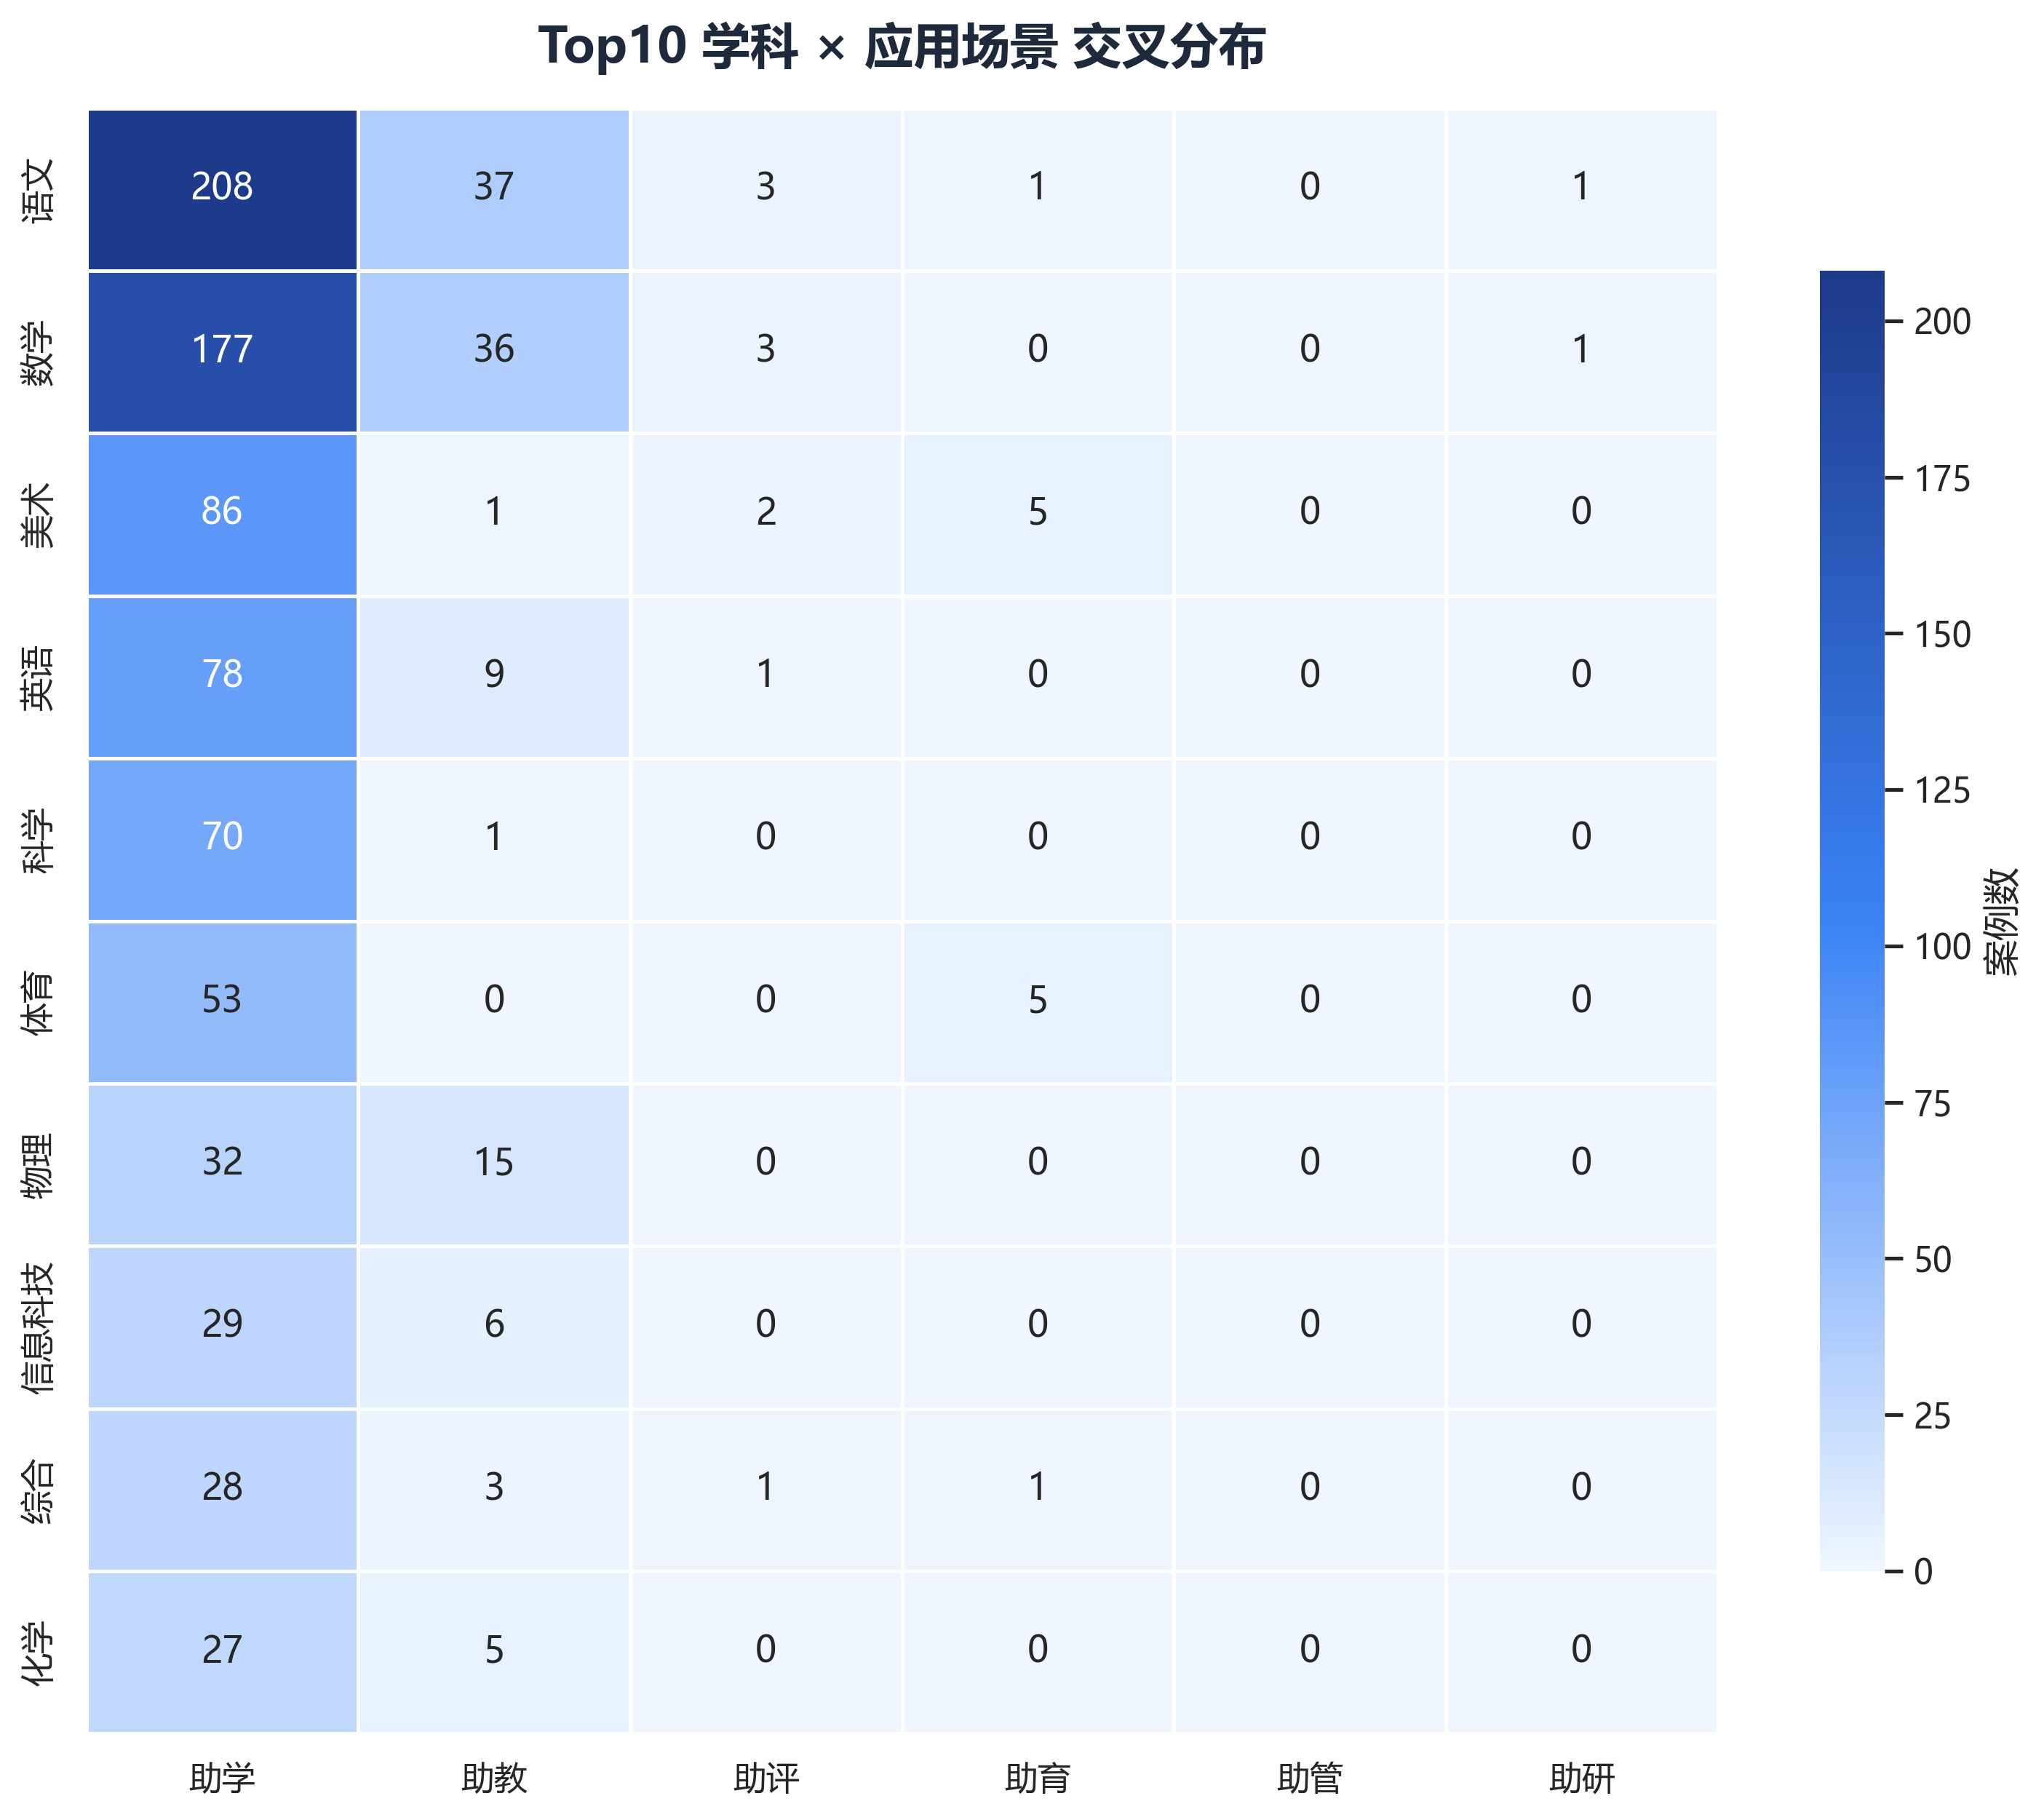 Top10 学科 × 应用场景 交叉分布
语文 208 37 3 1 0 1
数学 177 36 3 0 0 1
美术 86 1 2 5 0 0
英语 78 9 1 0 0 0
科学 70 1 0 0 0 0
体育 53 0 0 5 0 0
物理 32 15 0 0 0 0
信息科技 29 6 0 0 0 0
综合 28 3 1 1 0 0
化学 27 5 0 0 0 0
助学 助教 助评 助育 助管 助研
200
175
150
125
100
75
50
25
0
案例数